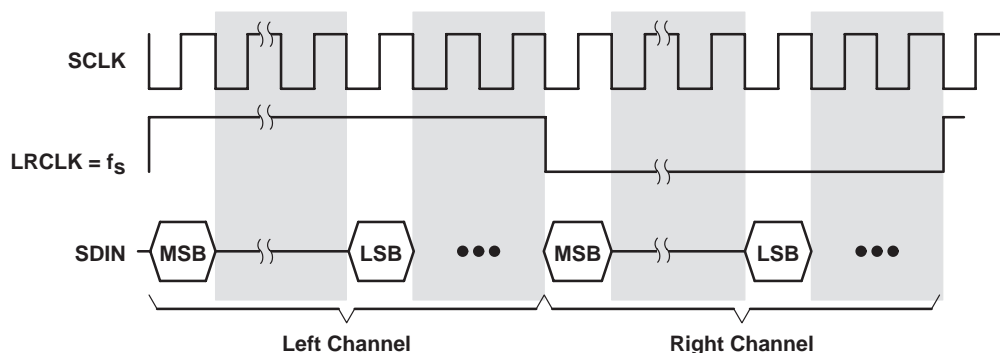 SCLK
LRCLK = fs
SDIN
MSB
LSB
•••
MSB
LSB
•••
Left Channel
Right Channel